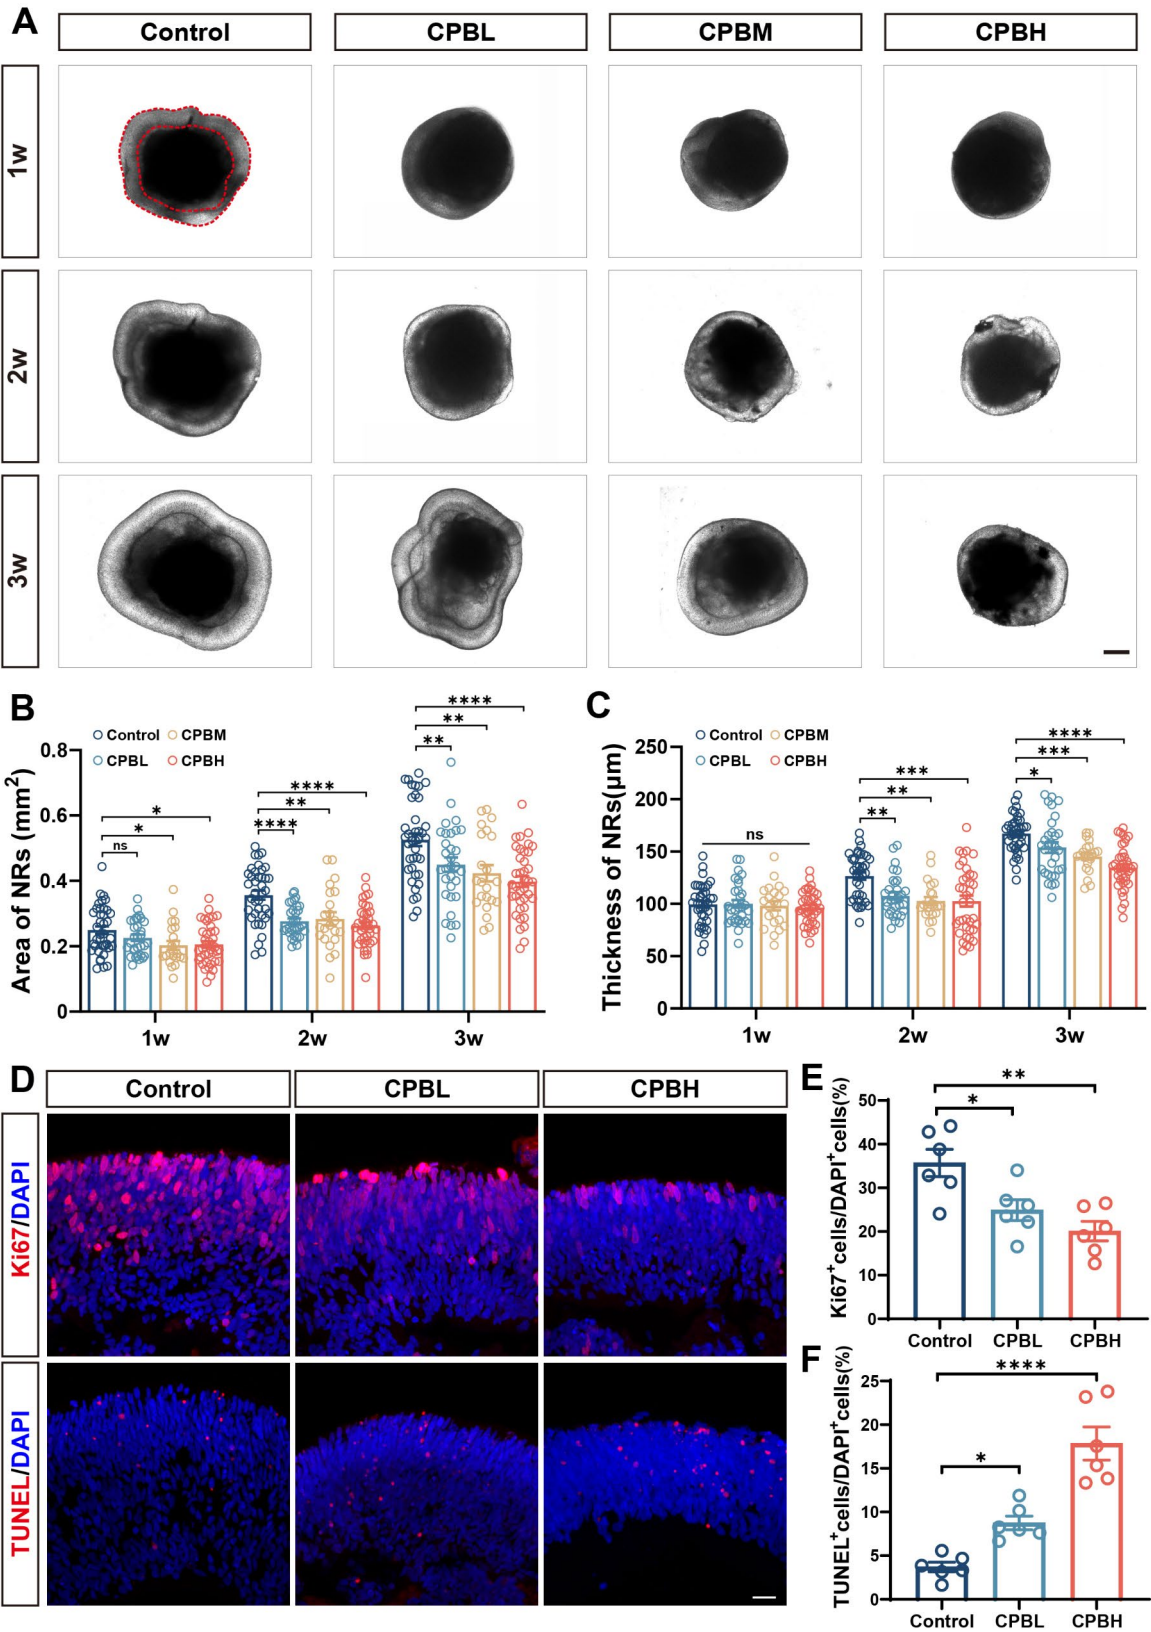 A
Control
CPBL
CPBM
CPBH
1w
2w
3w
B
Control
CPBM
CPBL
CPBH
Area of NRs (mm²)
0.8
0.6
0.4
0.2
0
ns
*
*
****
**
****
**
**
****
1w
2w
3w
C
Control
CPBM
CPBL
CPBH
Thickness of NRs(μm)
250
200
150
100
50
0
ns
**
**
***
*
***
****
1w
2w
3w
D
Control
CPBL
CPBH
Ki67/DAPI
TUNEL/DAPI
E
Ki67⁺cells/DAPI⁺cells(%)
50
40
30
20
10
0
*
**
Control
CPBL
CPBH
F
TUNEL⁺cells/DAPI⁺cells(%)
25
20
15
10
5
0
*
****
Control
CPBL
CPBH